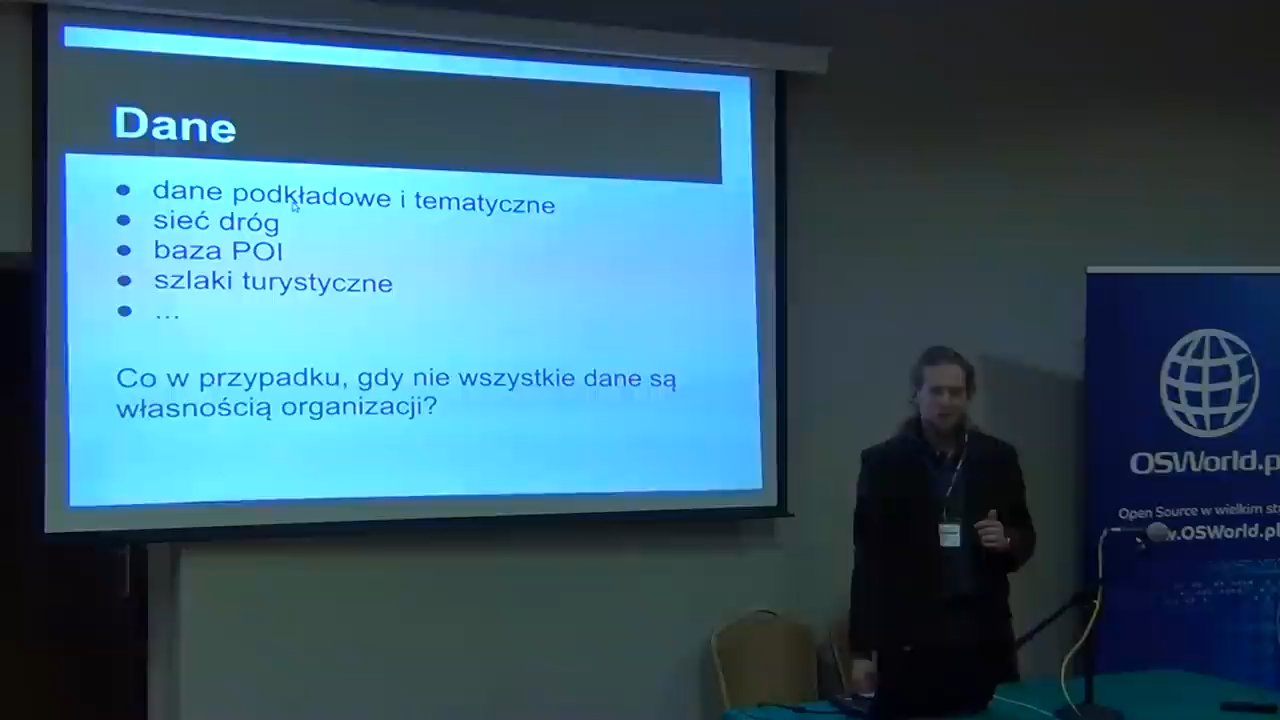 Dane
dane podkładowe i tematyczne
sieć dróg
baza POI
szlaki turystyczne
...
Co w przypadku, gdy nie wszystkie dane są
własnością organizacji?
OSWorld.p
Open Source w wielkim st
w.OSWorld.pl